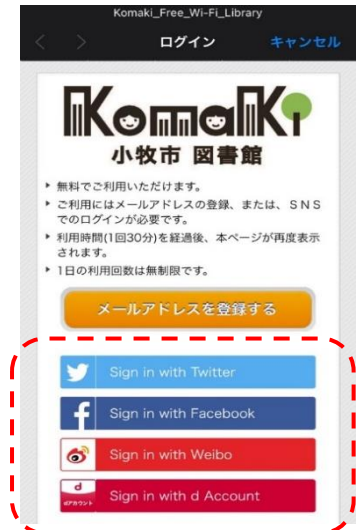 Komaki_Free_Wi-Fi_Library
ログイン
キャンセル
Komaki
小牧市 図書館
無料でご利用いただけます。
ご利用にはメールアドレスの登録、または、SNS
でのログインが必要です。
利用時間(1回30分)を経過後、本ページが再度表示
されます。
1日の利用回数は無制限です。
メールアドレスを登録する
Sign in with Twitter
Sign in with Facebook
Sign in with Weibo
d
dアカウント
Sign in with d Account